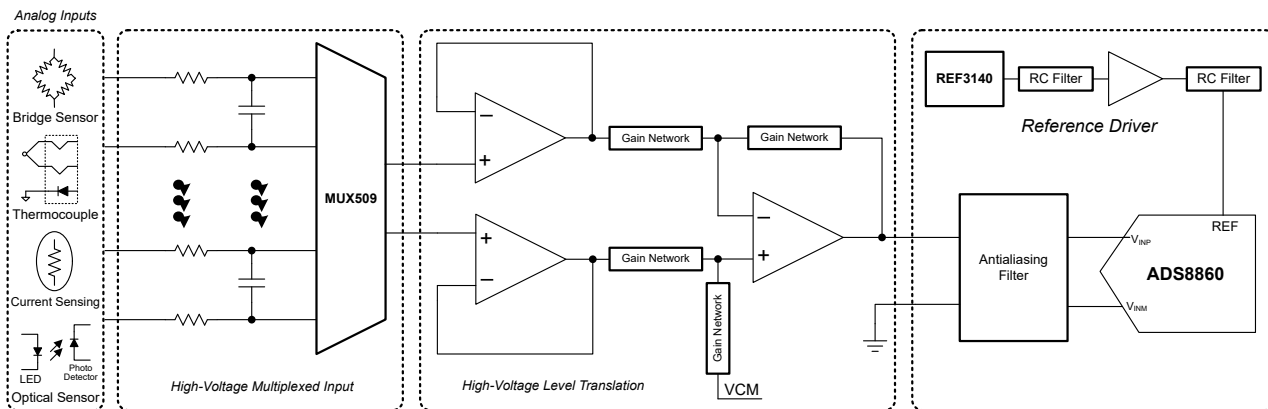 Analog Inputs
Bridge Sensor
Thermocouple
Current Sensing
LED
Photo
Detector
Optical Sensor
MUX509
High-Voltage Multiplexed Input
−
+
+
−
Gain Network
Gain Network
Gain Network
Gain Network
−
+
VCM
High-Voltage Level Translation
REF3140
RC Filter
RC Filter
Reference Driver
Antialiasing
Filter
VINP
VINM
REF
ADS8860